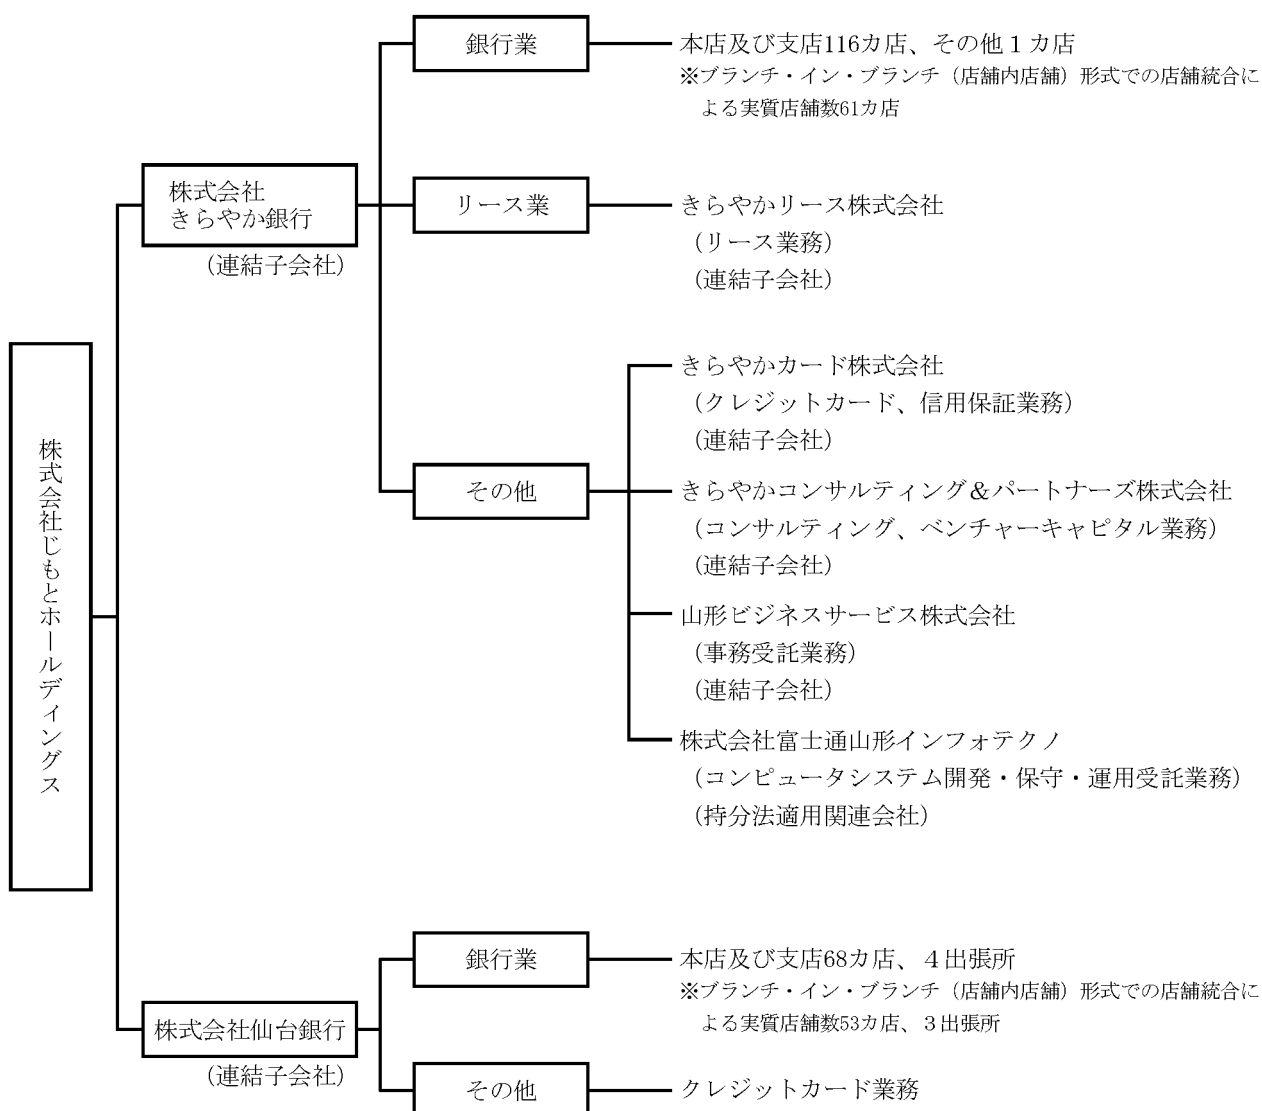 株式会社じもとホールディングス
株式会社
きらやか銀行
（連結子会社）
銀行業
本店及び支店116カ店、その他１カ店
※ブランチ・イン・ブランチ（店舗内店舗）形式での店舗統合に
よる実質店舗数61カ店
リース業
きらやかリース株式会社
（リース業務）
（連結子会社）
その他
きらやかカード株式会社
（クレジットカード、信用保証業務）
（連結子会社）
きらやかコンサルティング＆パートナーズ株式会社
（コンサルティング、ベンチャーキャピタル業務）
（連結子会社）
山形ビジネスサービス株式会社
（事務受託業務）
（連結子会社）
株式会社富士通山形インフォテクノ
（コンピュータシステム開発・保守・運用受託業務）
（持分法適用関連会社）
株式会社仙台銀行
（連結子会社）
銀行業
本店及び支店68カ店、４出張所
※ブランチ・イン・ブランチ（店舗内店舗）形式での店舗統合に
よる実質店舗数53カ店、３出張所
その他
クレジットカード業務